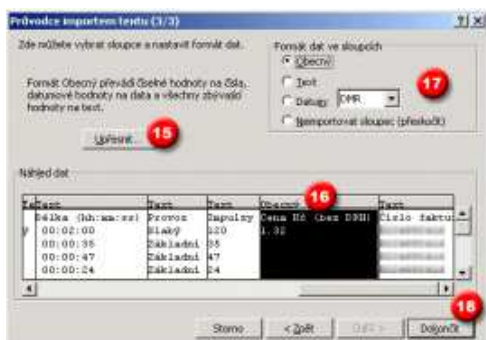 Průvodce importem textu (3/3)
Zde můžete vybrat sloupce a nastavit formát dat.
Formát Obecný převádí číselné hodnoty na čísla,
datumové hodnoty na data a všechny zbývající
hodnoty na text.
Upřesnit... 15
Formát dat ve sloupcích
Obecný
Text
Datum: DMR
Neimportovat sloupec (přeskočit)
17
Náhled dat
16
Text Text Text Obecný Text
Délka (hh:mm:ss) Provoz Impulzy Cena Kč (bez DPH) Číslo faktu
00:02:00 Slabý 120 1.32
00:00:35 Základní 35
00:00:47 Základní 47
00:00:24 Základní 24
18
Storno < Zpět Další > Dokončit